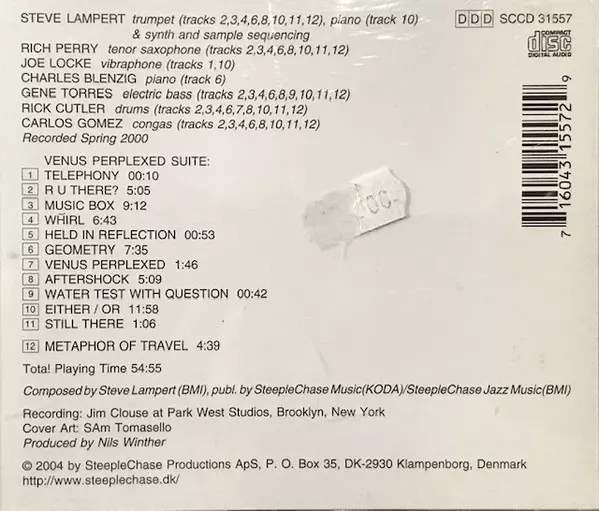 STEVE LAMPERT trumpet (tracks 2,3,4,6,8,10,11,12), piano (track 10)
& synth and sample sequencing
RICH PERRY tenor saxophone (tracks 2,3,4,6,8,10,11,12)
JOE LOCKE vibraphone (tracks 1,10)
CHARLES BLENZIG piano (track 6)
GENE TORRES electric bass (tracks 2,3,4,6,8,9,10,11,12)
RICK CUTLER drums (tracks 2,3,4,6,7,8,10,11,12)
CARLOS GOMEZ congas (tracks 2,3,4,6,8,10,11,12)
Recorded Spring 2000
DDD SCCD 31557
COMPACT
disc
DIGITAL AUDIO
7 16043 15572 9
VENUS PERPLEXED SUITE:
1 TELEPHONY 00:10
2 R U THERE? 5:05
3 MUSIC BOX 9:12
4 WHIRL 6:43
5 HELD IN REFLECTION 00:53
6 GEOMETRY 7:35
7 VENUS PERPLEXED 1:46
8 AFTERSHOCK 5:09
9 WATER TEST WITH QUESTION 00:42
10 EITHER / OR 11:58
11 STILL THERE 1:06
12 METAPHOR OF TRAVEL 4:39
Total Playing Time 54:55
Composed by Steve Lampert (BMI), publ. by SteepleChase Music(KODA)/SteepleChase Jazz Music(BMI)
Recording: Jim Clouse at Park West Studios, Brooklyn, New York
Cover Art: SAm Tomasello
Produced by Nils Winther
© 2004 by SteepleChase Productions ApS, P. O. Box 35, DK-2930 Klampenborg, Denmark
http://www.steeplechase.dk/